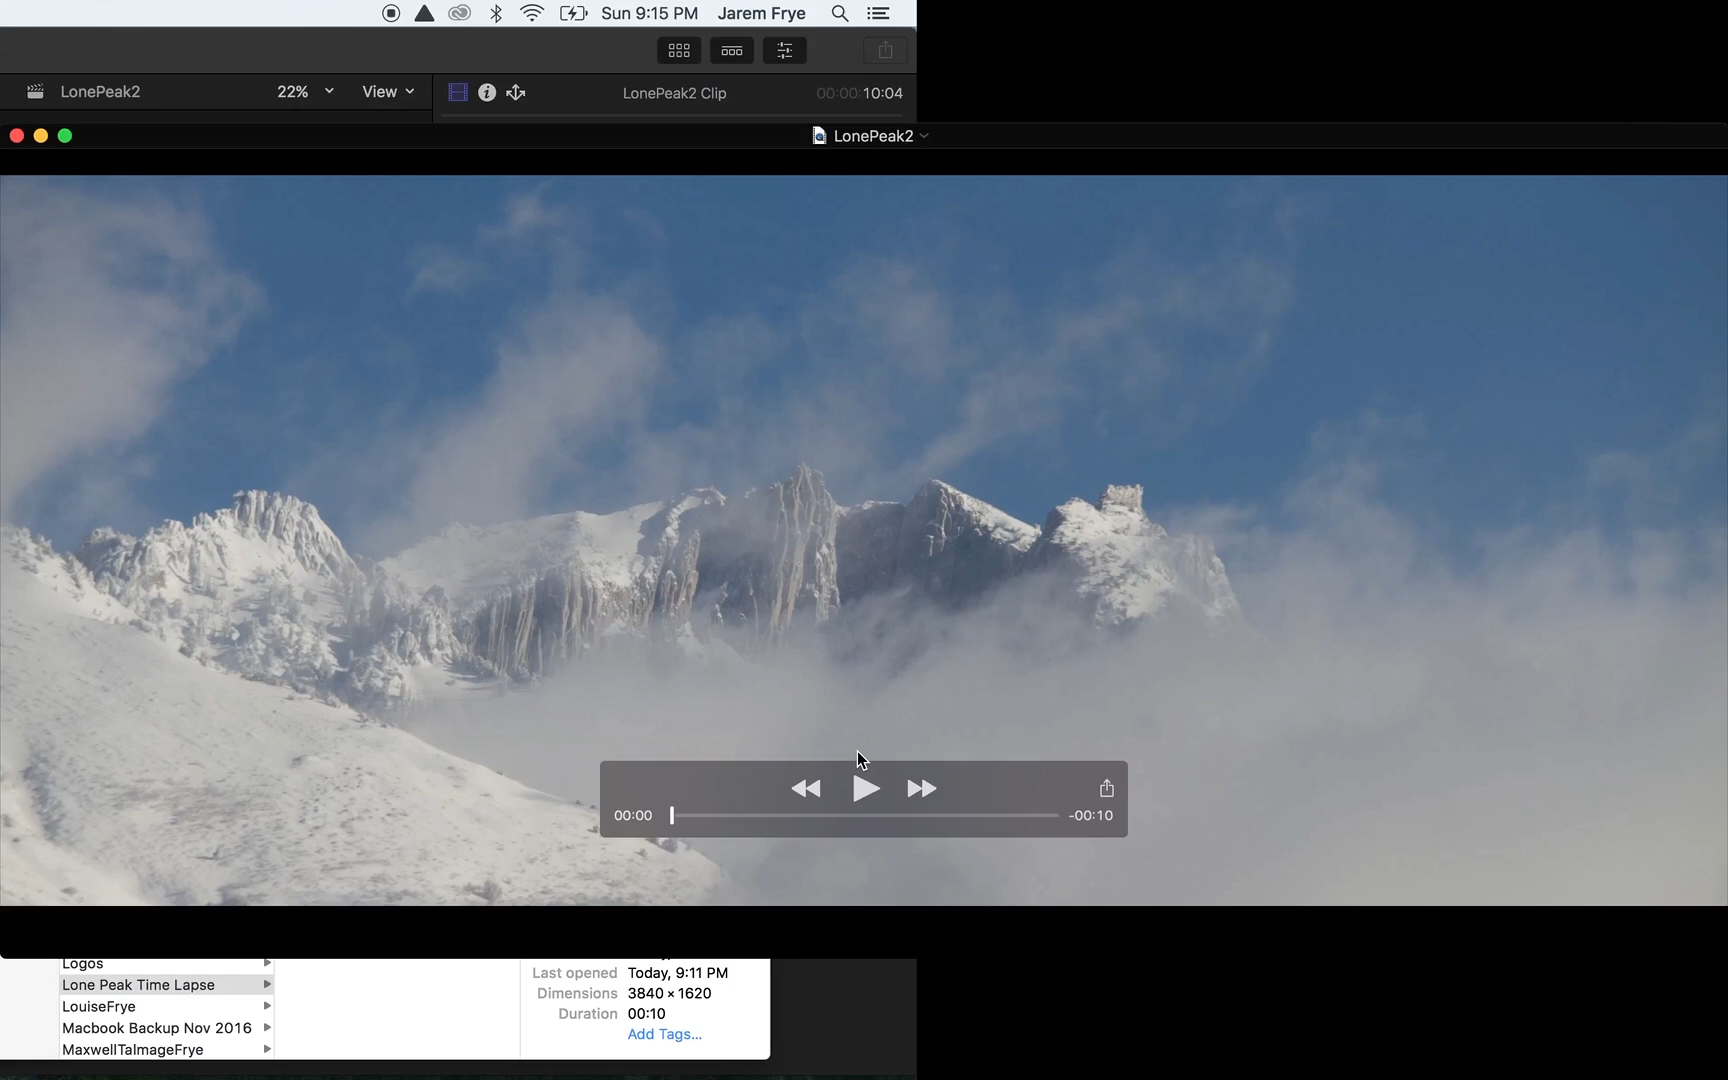 Sun 9:15 PM Jarem Frye
LonePeak2 22% View LonePeak2 Clip 00:00:10:04
LonePeak2
00:00 -00:10
Logos
Lone Peak Time Lapse
LouiseFrye
Macbook Backup Nov 2016
MaxwellTalmageFrye
Last opened Today, 9:11 PM
Dimensions 3840 × 1620
Duration 00:10
Add Tags...